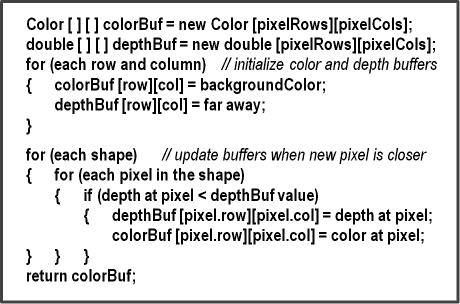 Color [ ] [ ] colorBuf = new Color [pixelRows][pixelCols];
double [ ] [ ] depthBuf = new double [pixelRows][pixelCols];
for (each row and column) // initialize color and depth buffers
{ colorBuf [row][col] = backgroundColor;
depthBuf [row][col] = far away;
}
for (each shape) // update buffers when new pixel is closer
{ for (each pixel in the shape)
{ if (depth at pixel < depthBuf value)
{ depthBuf [pixel.row][pixel.col] = depth at pixel;
colorBuf [pixel.row][pixel.col] = color at pixel;
} } }
return colorBuf;